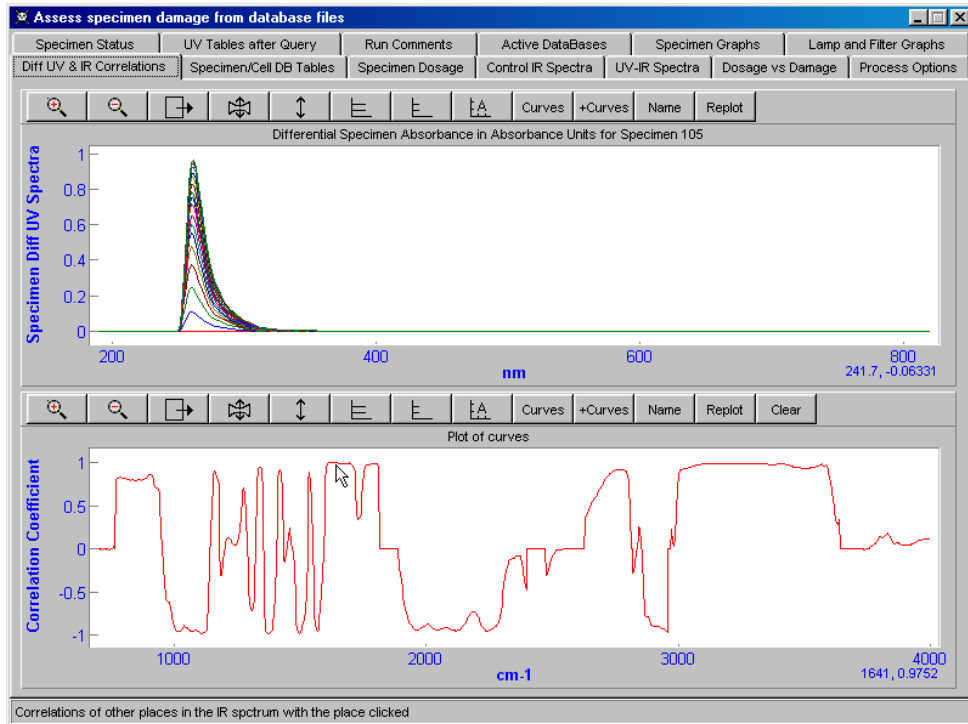 Assess specimen damage from database files
Specimen Status UV Tables after Query Run Comments Active DataBases Specimen Graphs Lamp and Filter Graphs
Diff UV & IR Correlations Specimen/Cell DB Tables Specimen Dosage Control IR Spectra UV-IR Spectra Dosage vs Damage Process Options
Curves +Curves Name Replot
Differential Specimen Absorbance in Absorbance Units for Specimen 105
Specimen Diff UV Spectra
1
0.8
0.6
0.4
0.2
0
200 400 600 800
nm
241.7, -0.06331
Curves +Curves Name Replot Clear
Plot of curves
Correlation Coefficient
1
0.5
0
-0.5
-1
1000 2000 3000 4000
cm-1
1641, 0.9752
Correlations of other places in the IR spctrum with the place clicked